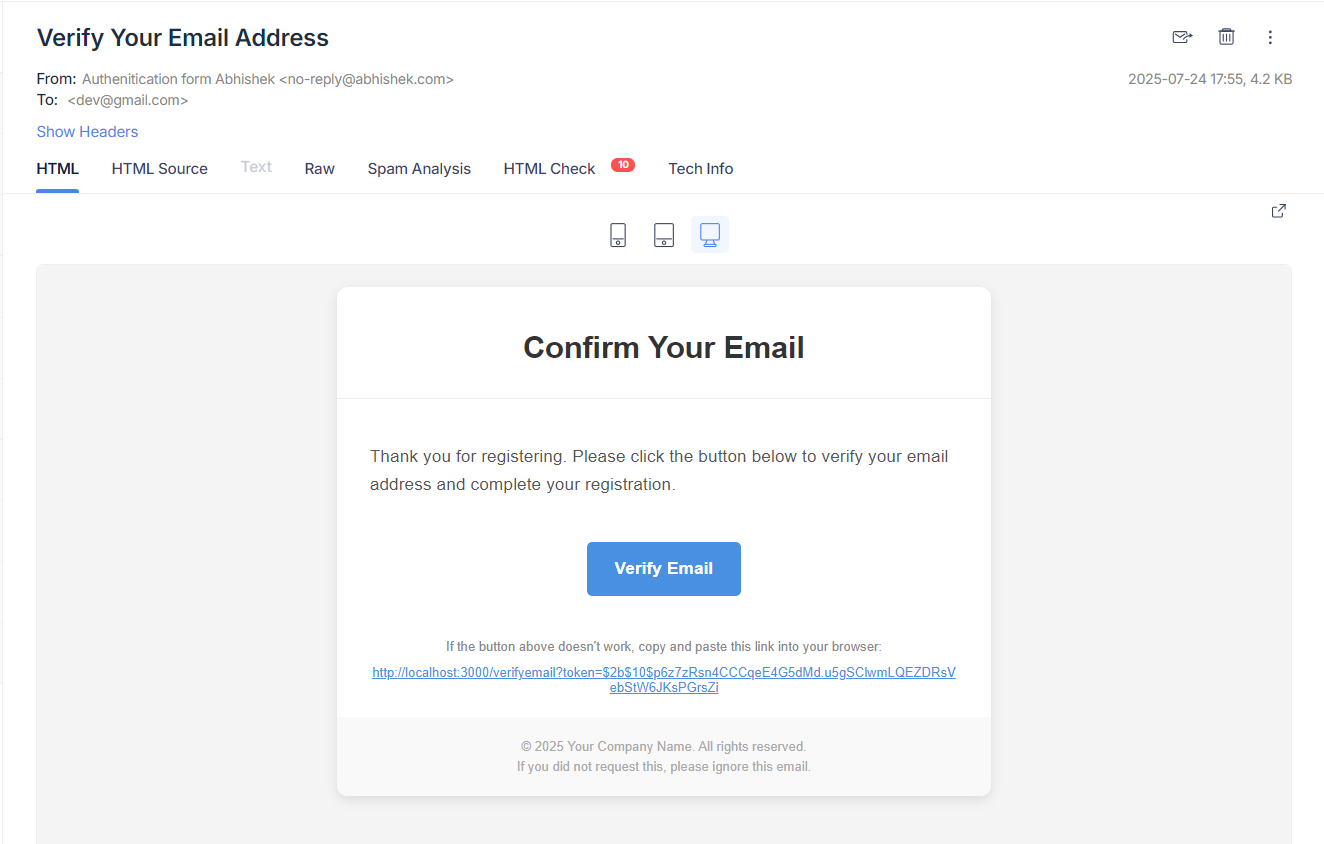 Verify Your Email Address
From: Authenitication form Abhishek <no-reply@abhishek.com>
2025-07-24 17:55, 4.2 KB
To: <dev@gmail.com>
Show Headers
HTML HTML Source Text Raw Spam Analysis HTML Check 10 Tech Info
Confirm Your Email
Thank you for registering. Please click the button below to verify your email
address and complete your registration.
Verify Email
If the button above doesn't work, copy and paste this link into your browser:
http://localhost:3000/verifyemail?token=$2b$10$p6z7zRsn4CCCqeE4G5dMd.u5gSClwmLQEZDRsV
ebStW6JKsPGrsZi
© 2025 Your Company Name. All rights reserved.
If you did not request this, please ignore this email.